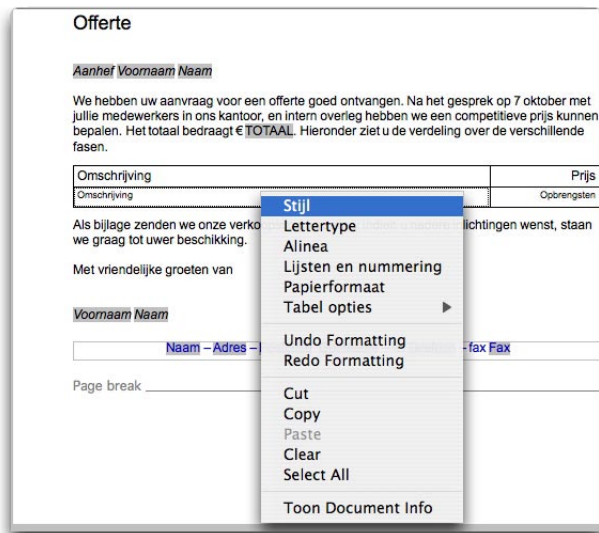 Offerte
Aanhef Voornaam Naam
We hebben uw aanvraag voor een offerte goed ontvangen. Na het gesprek op 7 oktober met
jullie medewerkers in ons kantoor, en intern overleg hebben we een competitieve prijs kunnen
bepalen. Het totaal bedraagt € TOTAAL. Hieronder ziet u de verdeling over de verschillende
fasen.
Omschrijving Prijs
Omschrijving Opbrengsten
Als bijlage zenden we onze verko lichtingen wenst, staan
we graag tot uwer beschikking.
Met vriendelijke groeten van
Voornaam Naam
Naam – Adres – - fax Fax
Page break
Stijl
Lettertype
Alinea
Lijsten en nummering
Papierformaat
Tabel opties
Undo Formatting
Redo Formatting
Cut
Copy
Paste
Clear
Select All
Toon Document Info